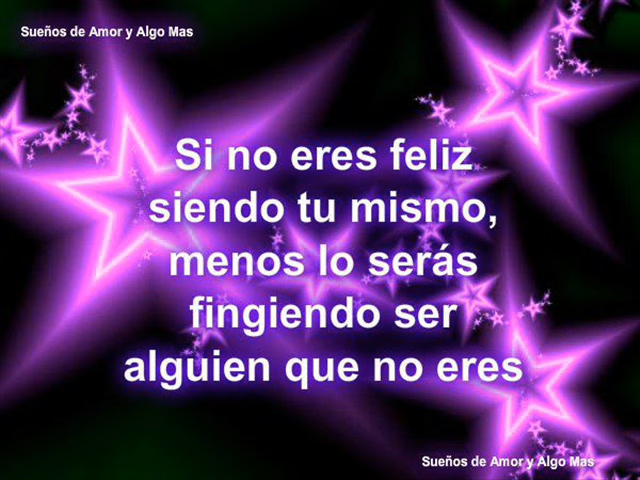 Sueños de Amor y Algo Mas
Si no eres feliz
siendo tu mismo,
menos lo serás
fingiendo ser
alguien que no eres
Sueños de Amor y Algo Mas